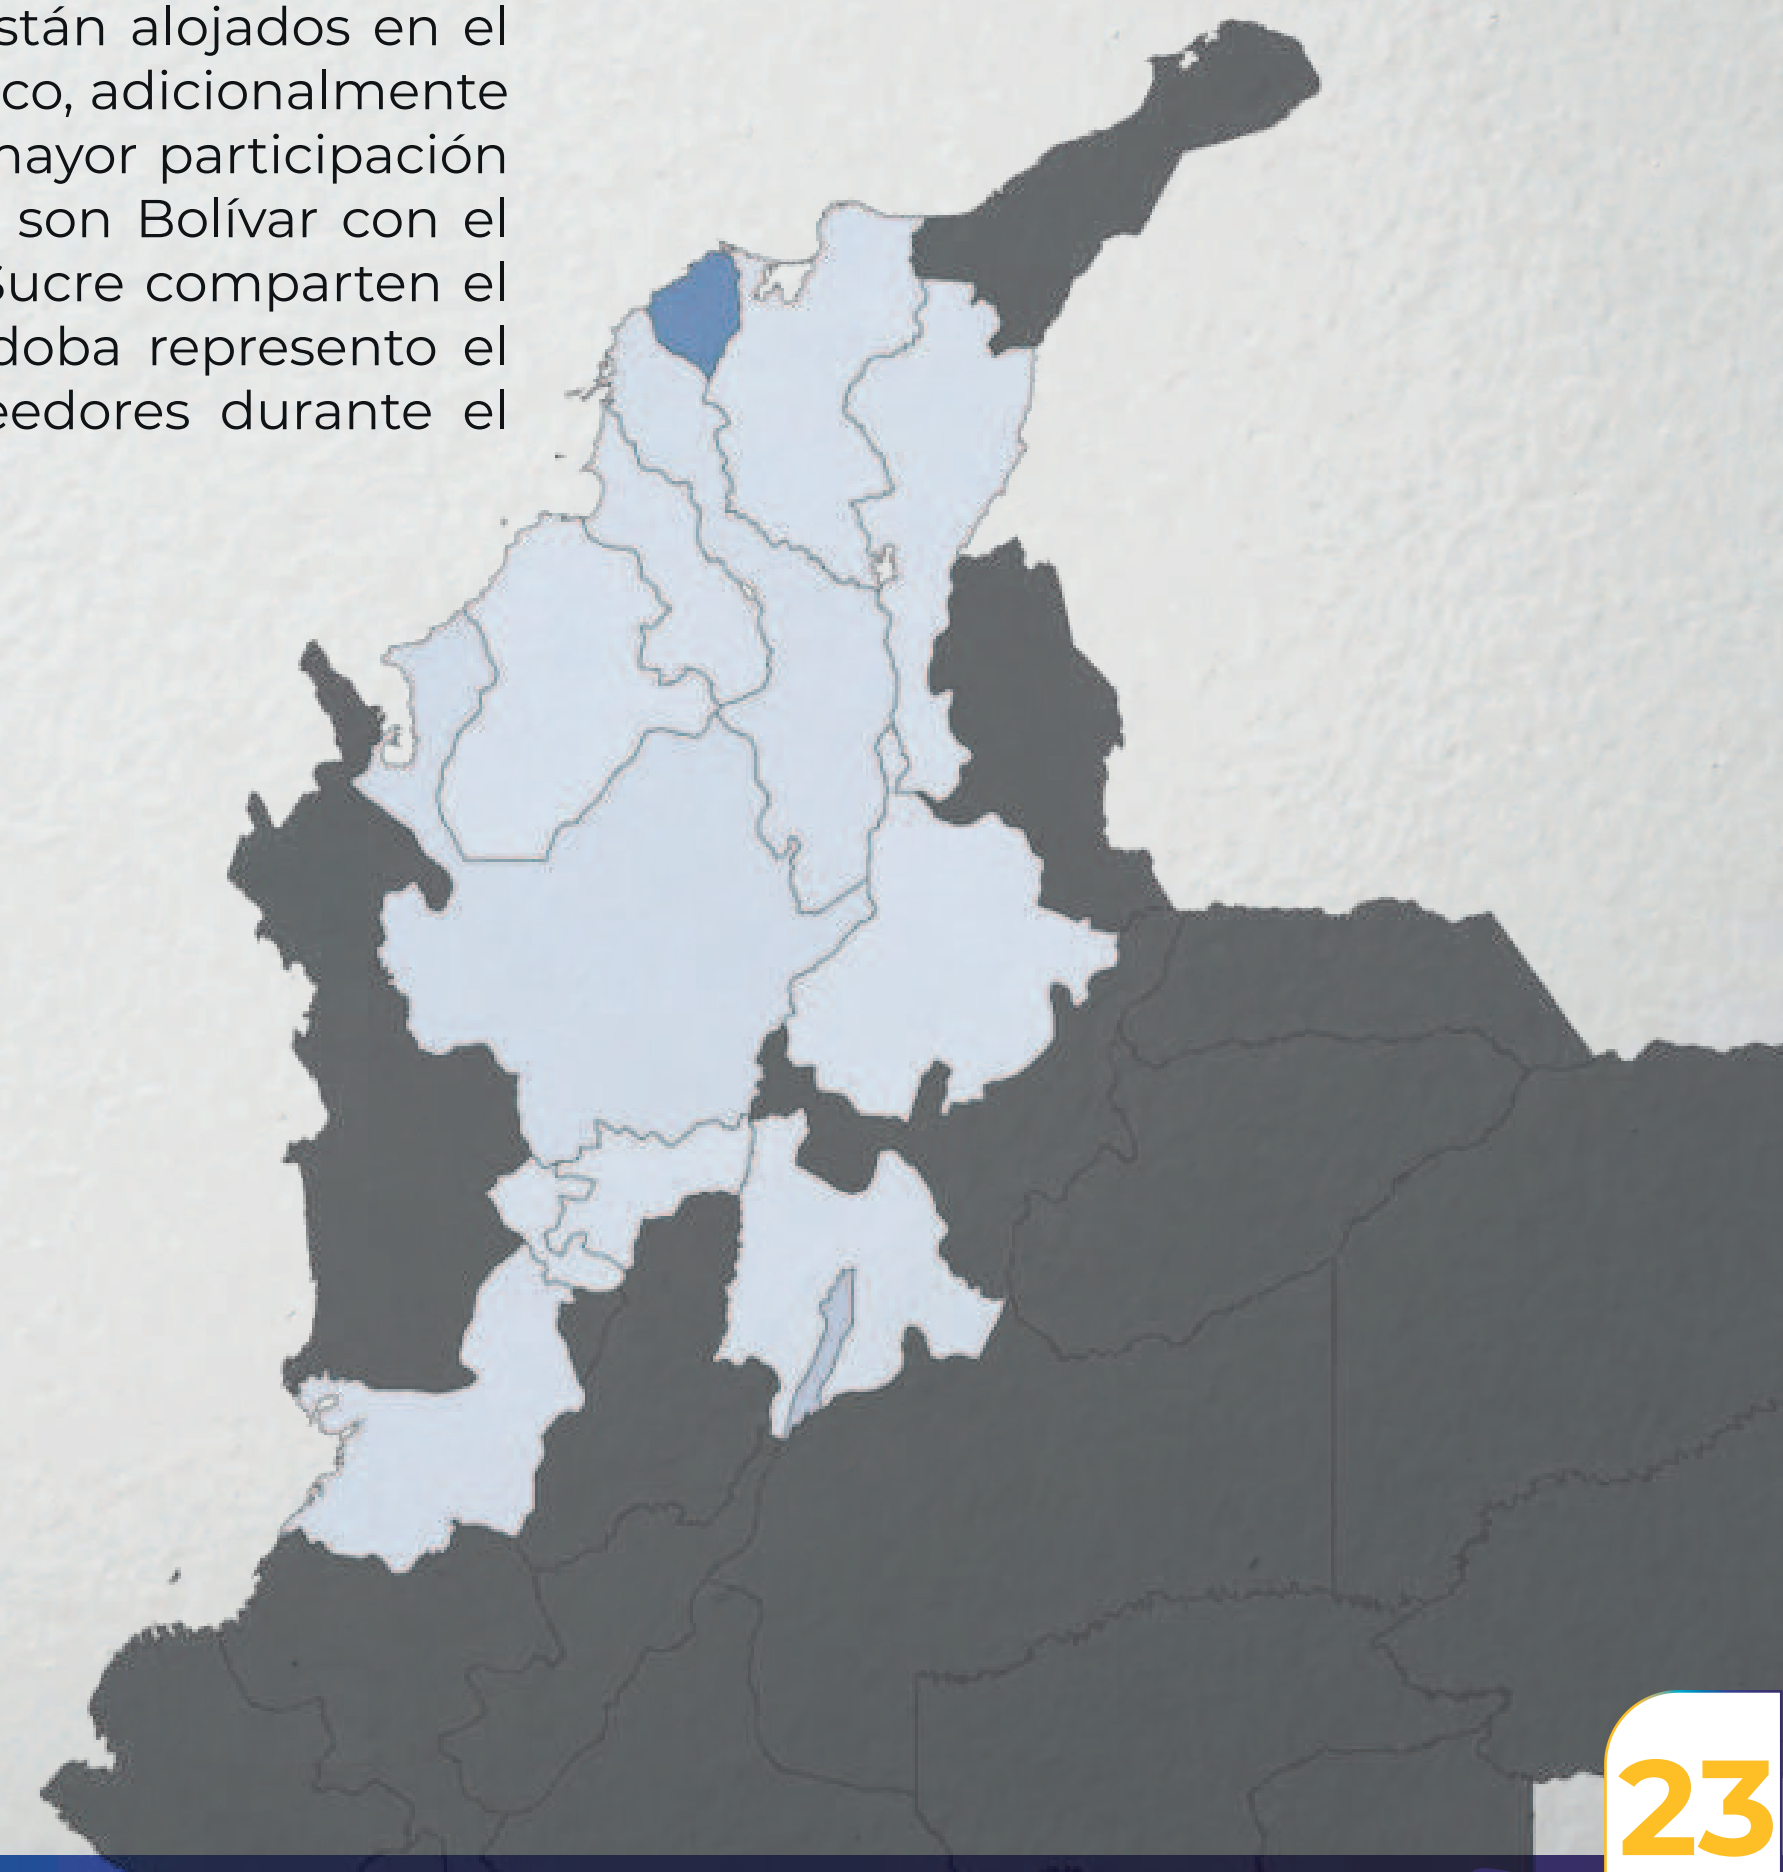 stán alojados en el
co, adicionalmente
mayor participación
son Bolívar con el
Sucre comparten el
doba represento el
eedores durante el
23